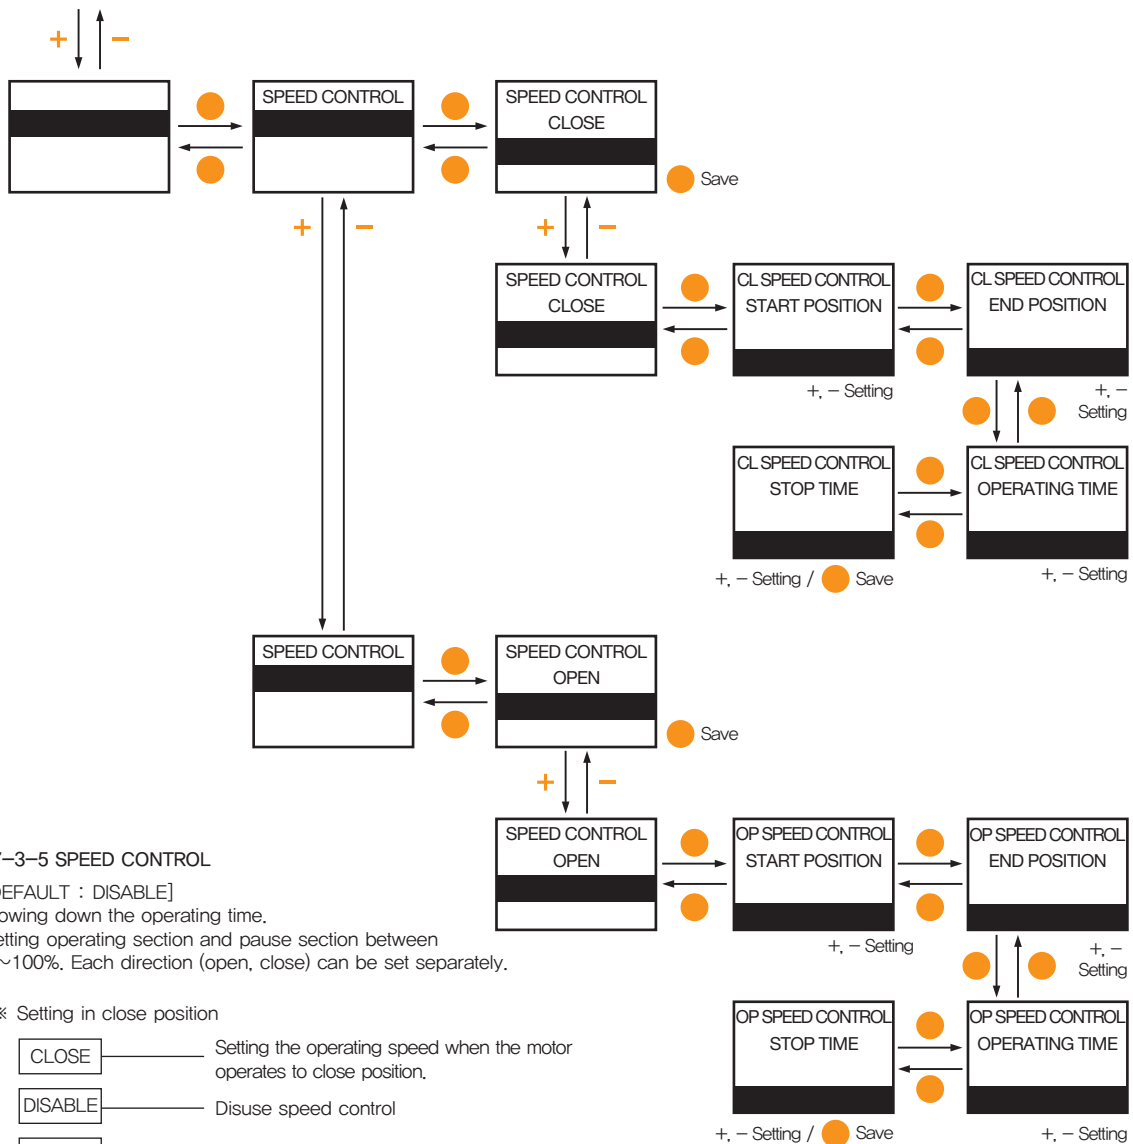 + −
SPEED CONTROL
SPEED CONTROL
CLOSE
Save
+ −
+ −
SPEED CONTROL
CLOSE
CL SPEED CONTROL
START POSITION
+, − Setting
CL SPEED CONTROL
END POSITION
+, −
Setting
CL SPEED CONTROL
STOP TIME
+, − Setting / Save
CL SPEED CONTROL
OPERATING TIME
+, − Setting
SPEED CONTROL
SPEED CONTROL
OPEN
Save
+ −
SPEED CONTROL
OPEN
OP SPEED CONTROL
START POSITION
+, − Setting
OP SPEED CONTROL
END POSITION
+, −
Setting
OP SPEED CONTROL
STOP TIME
+, − Setting / Save
OP SPEED CONTROL
OPERATING TIME
+, − Setting
−3−5 SPEED CONTROL
DEFAULT : DISABLE]
owing down the operating time.
etting operating section and pause section between
~100%. Each direction (open, close) can be set separately.
※ Setting in close position
CLOSE Setting the operating speed when the motor
operates to close position.
DISABLE Disuse speed control